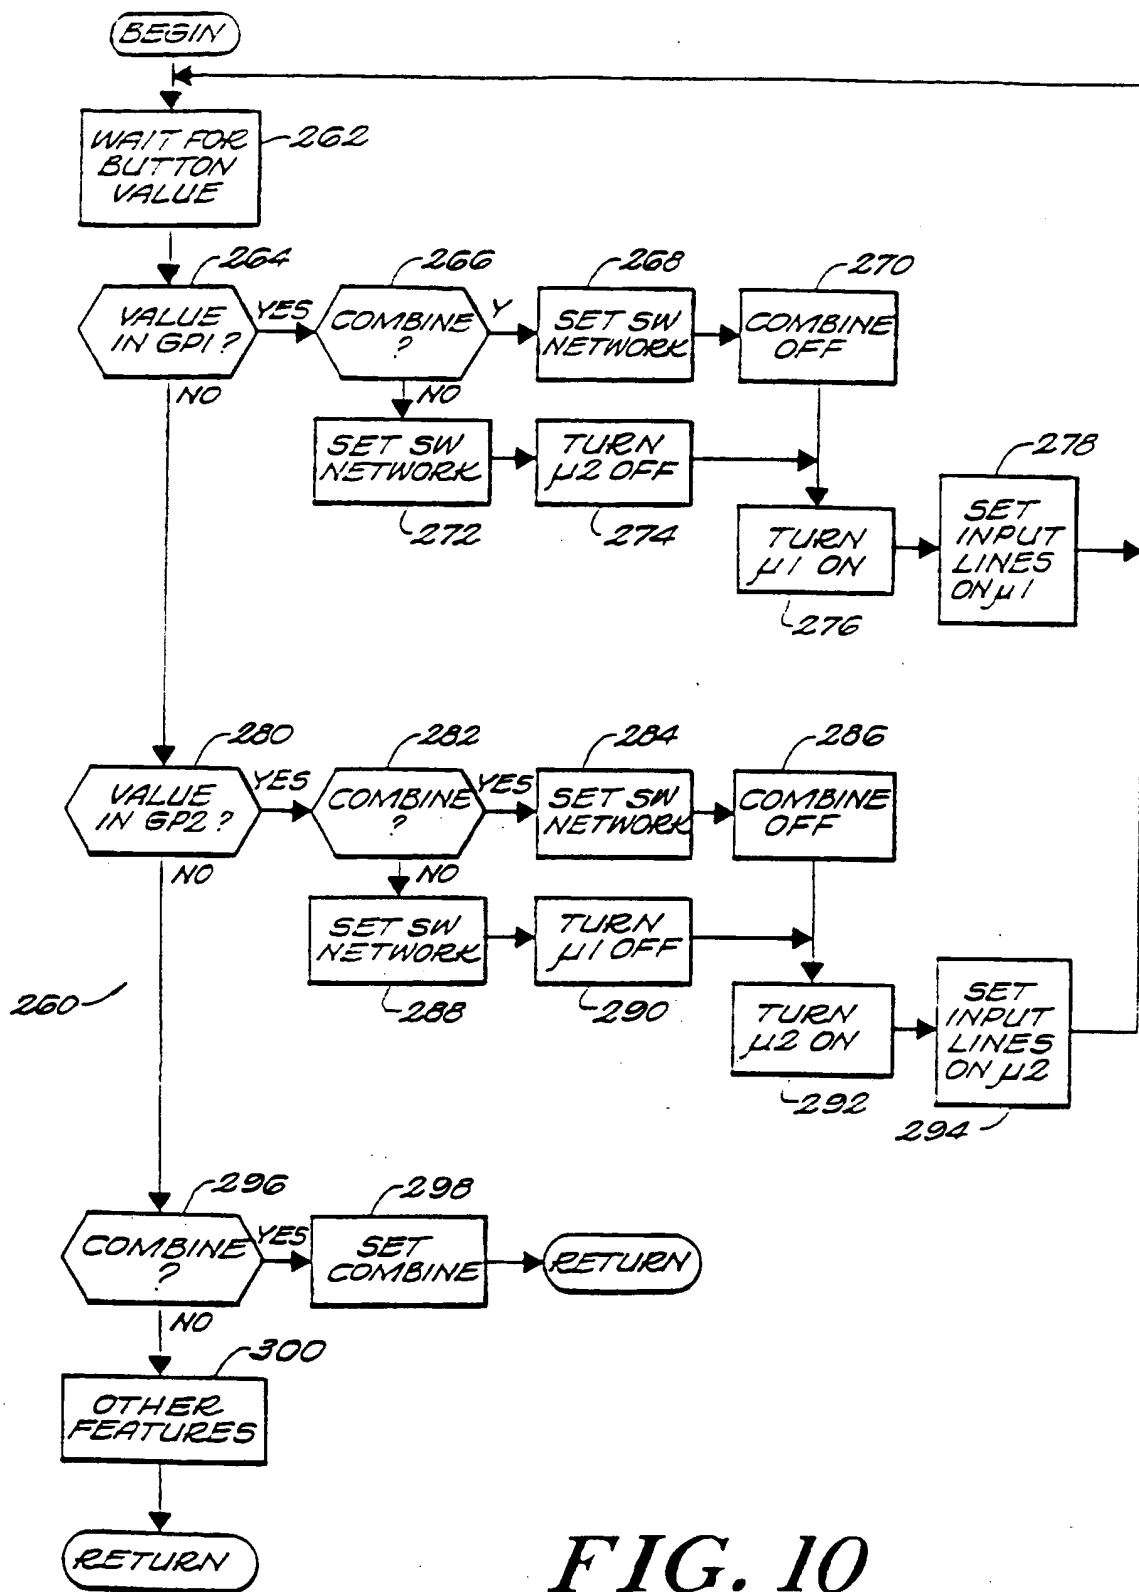 BEGIN
WAIT FOR
BUTTON
VALUE
262
264
VALUE
IN GP1 ?
YES
NO
266
COMBINE
?
Y
NO
268
SET SW
NETWORK
270
COMBINE
OFF
SET SW
NETWORK
272
TURN
μ2 OFF
274
TURN
μ1 ON
276
278
SET
INPUT
LINES
ON μ1
280
VALUE
IN GP2 ?
YES
NO
282
COMBINE
?
YES
NO
284
SET SW
NETWORK
286
COMBINE
OFF
SET SW
NETWORK
288
TURN
μ1 OFF
290
TURN
μ2 ON
292
SET
INPUT
LINES
ON μ2
294
260
296
COMBINE
?
YES
NO
298
SET
COMBINE
RETURN
300
OTHER
FEATURES
RETURN
FIG. 10